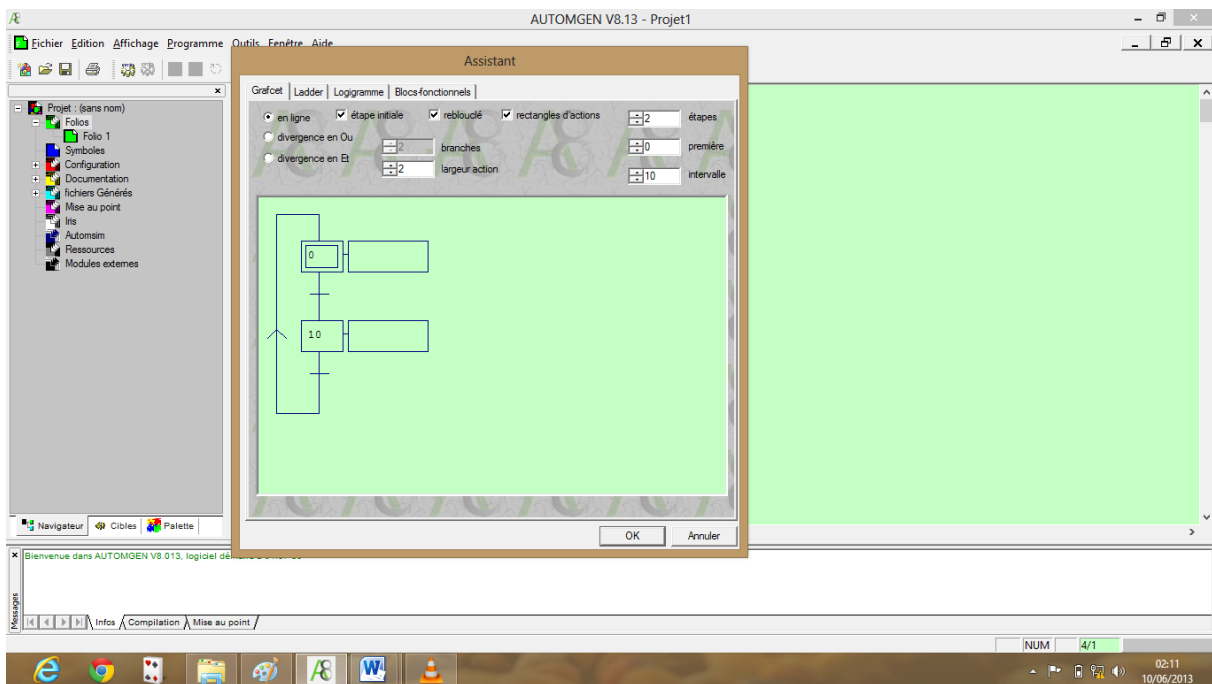 AUTOMGEN V8.13 - Projet1
Fichier Edition Affichage Programme Outils Fenêtre Aide
Assistant
Grafcet Ladder Logigramme Blocs-fonctionnels
en ligne étape initiale reblouclé rectangles d'actions 2 étapes
divergence en Ou 2 branches 0 première
divergence en Et 2 largeur action 10 intervalle
0
10
OK Annuler
Projet : (sans nom)
Folios
Folio 1
Symboles
Configuration
Documentation
fichiers Générés
Mise au point
Iris
Automsim
Ressources
Modules externes
Navigateur Cibles Palette
Bienvenue dans AUTOMGEN V8.013, logiciel
Messages
Infos Compilation Mise au point
NUM 4/1
02:11
10/06/2013